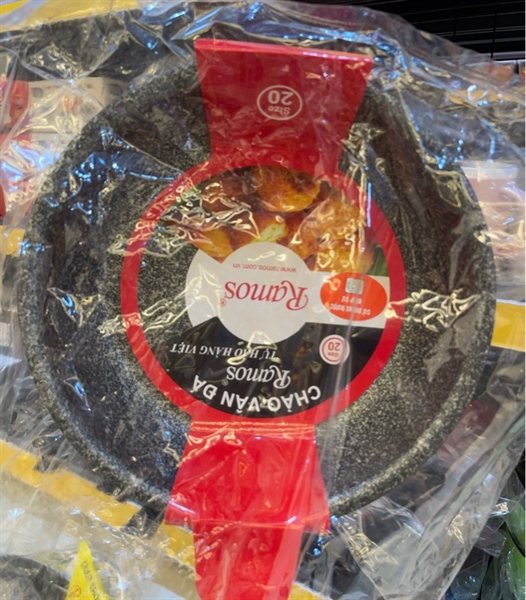 CHẢO VÂN ĐÁ
Ramos®
TỰ HÀO HÀNG VIỆT
Size
20
Ramos®
www.ramos.com.vn
Size
20